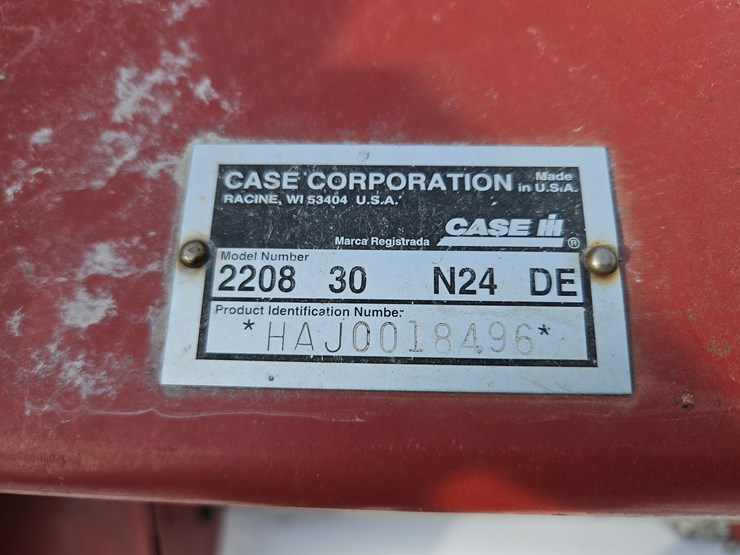 CASE CORPORATION Made in U.S.A.
RACINE, WI 53404 U.S.A.
Marca Registrada CASE IH ®
Model Number
2208 30 N24 DE
Product Identification Number
*HAJ0018496*